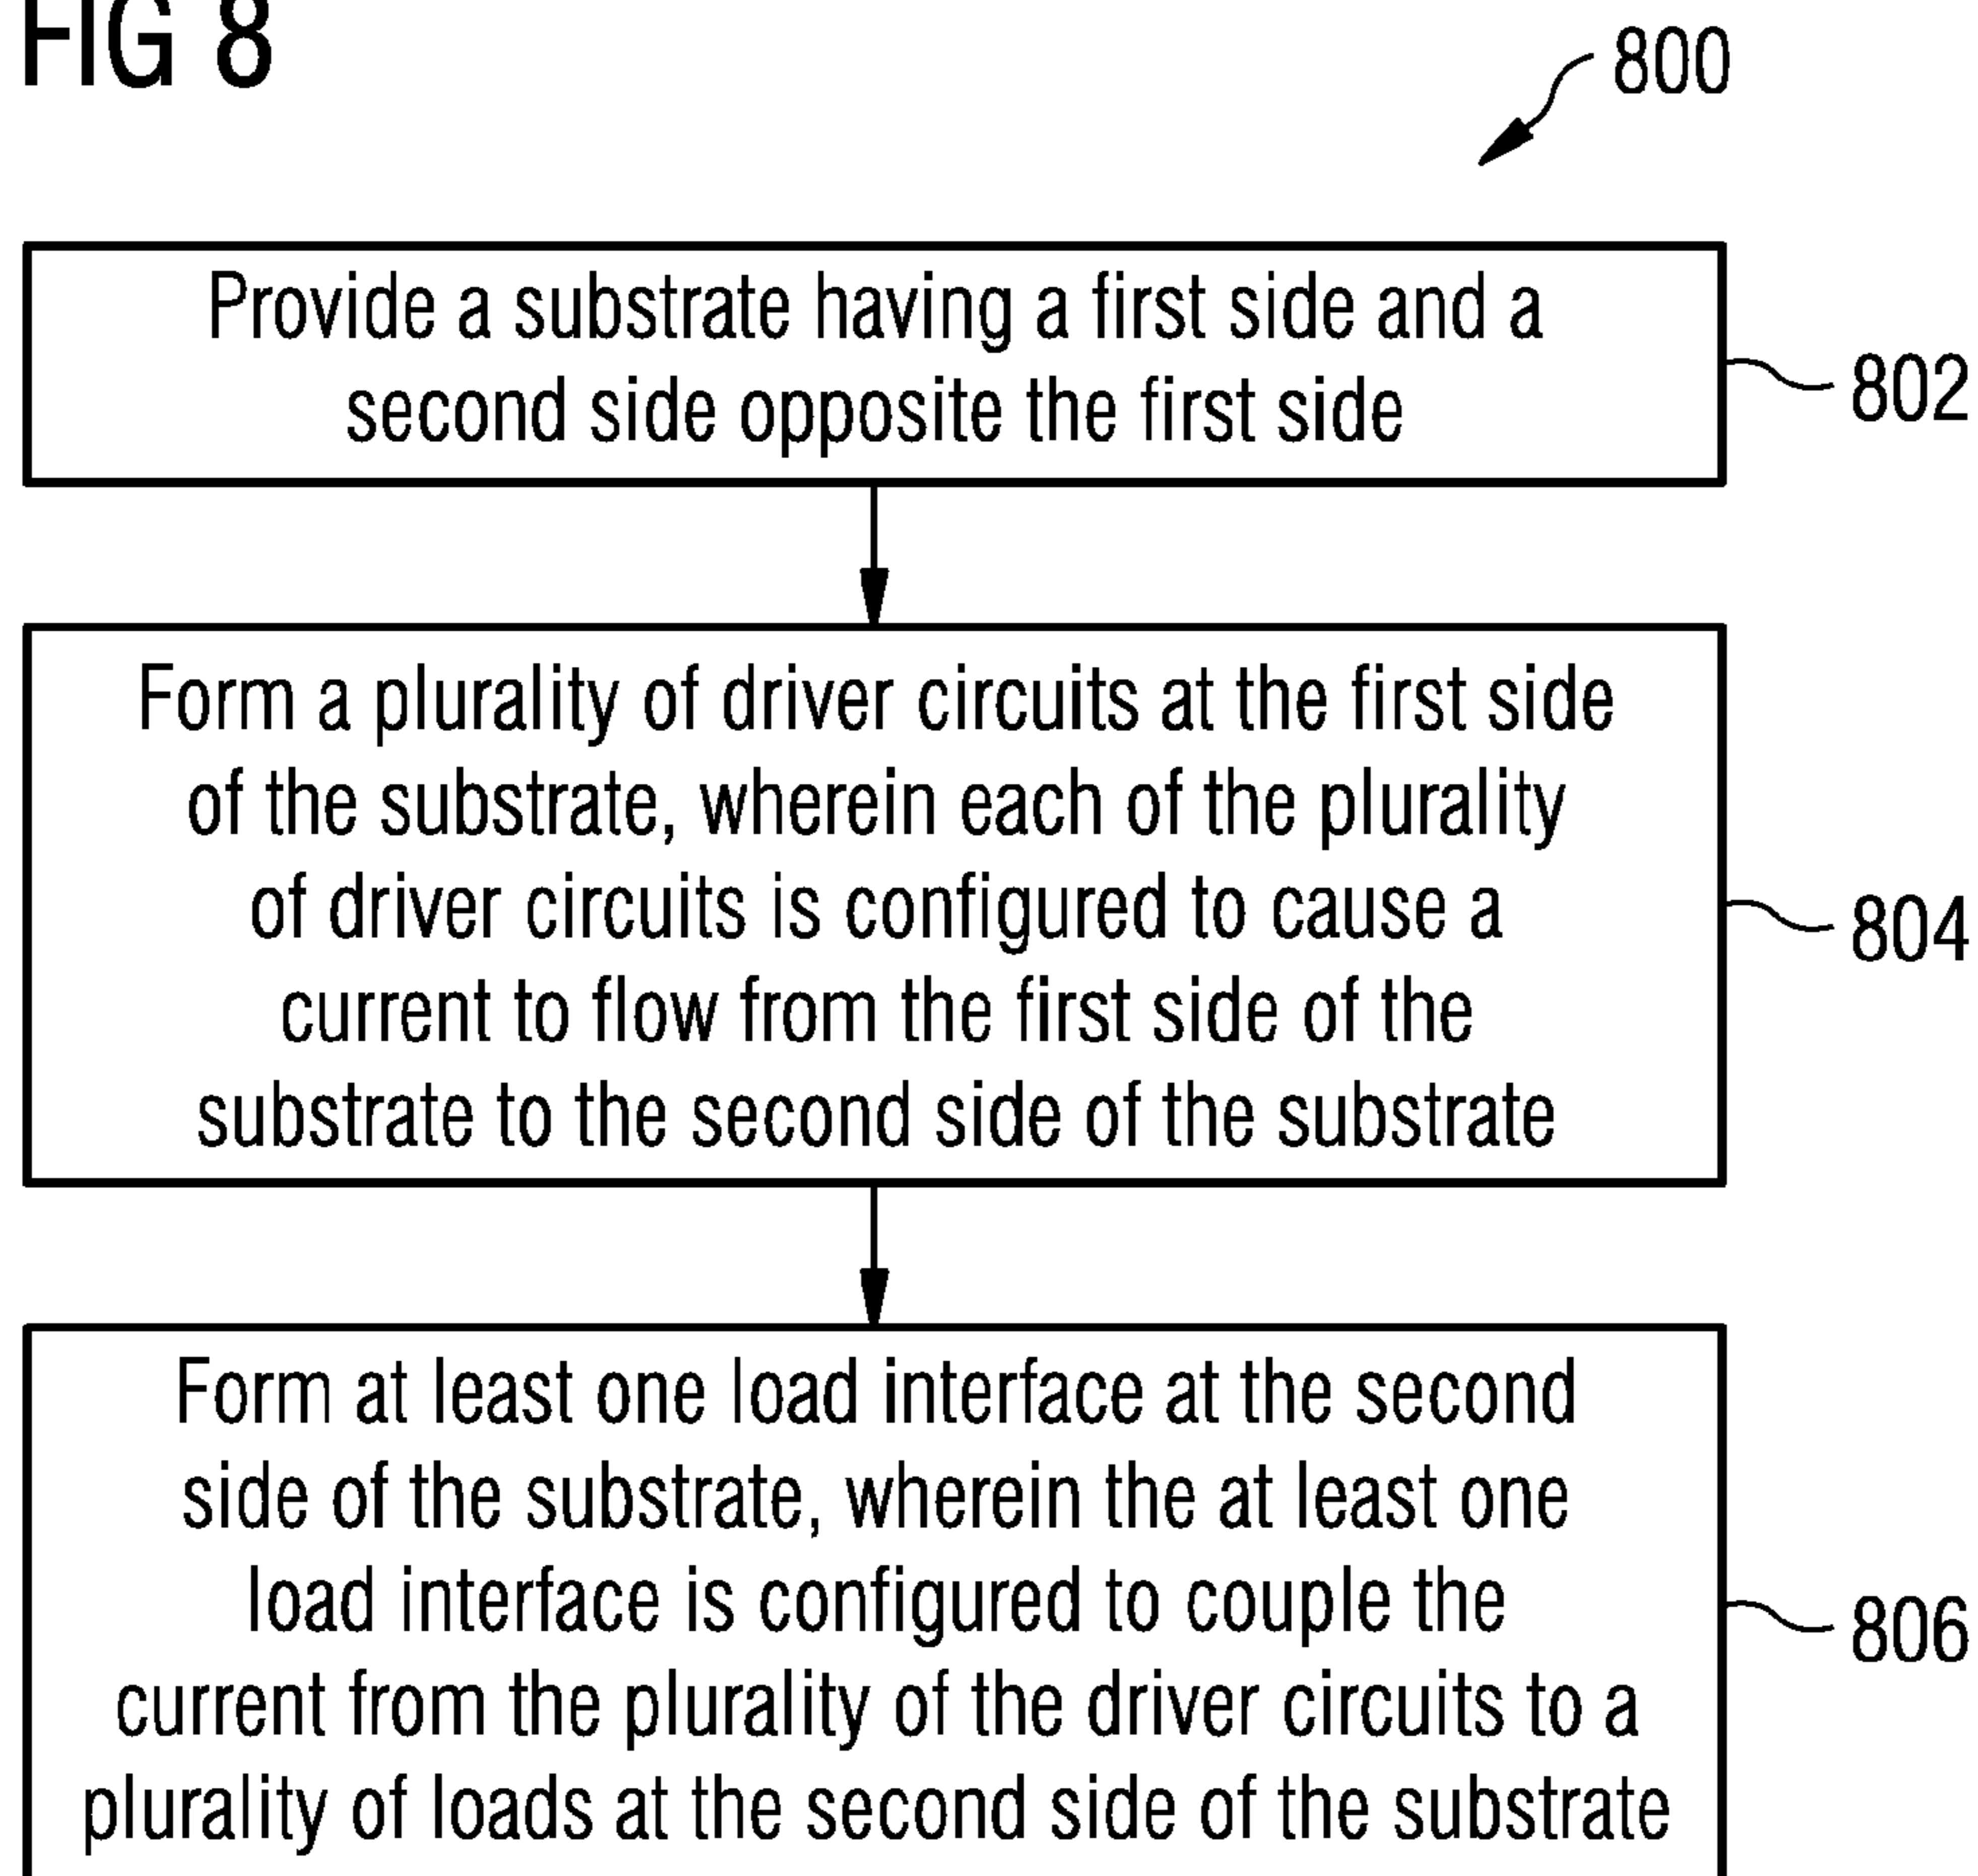 FIG 8
800
Provide a substrate having a first side and a
second side opposite the first side
802
Form a plurality of driver circuits at the first side
of the substrate, wherein each of the plurality
of driver circuits is configured to cause a
current to flow from the first side of the
substrate to the second side of the substrate
804
Form at least one load interface at the second
side of the substrate, wherein the at least one
load interface is configured to couple the
current from the plurality of the driver circuits to a
plurality of loads at the second side of the substrate
806